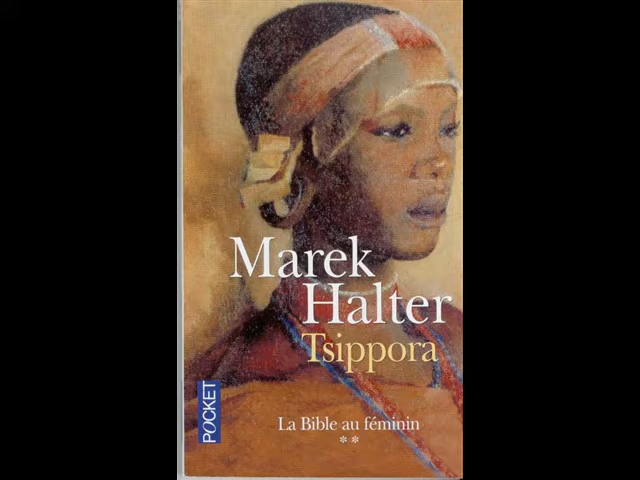 Marek
Halter
Tsippora
La Bible au féminin
**
POCKET